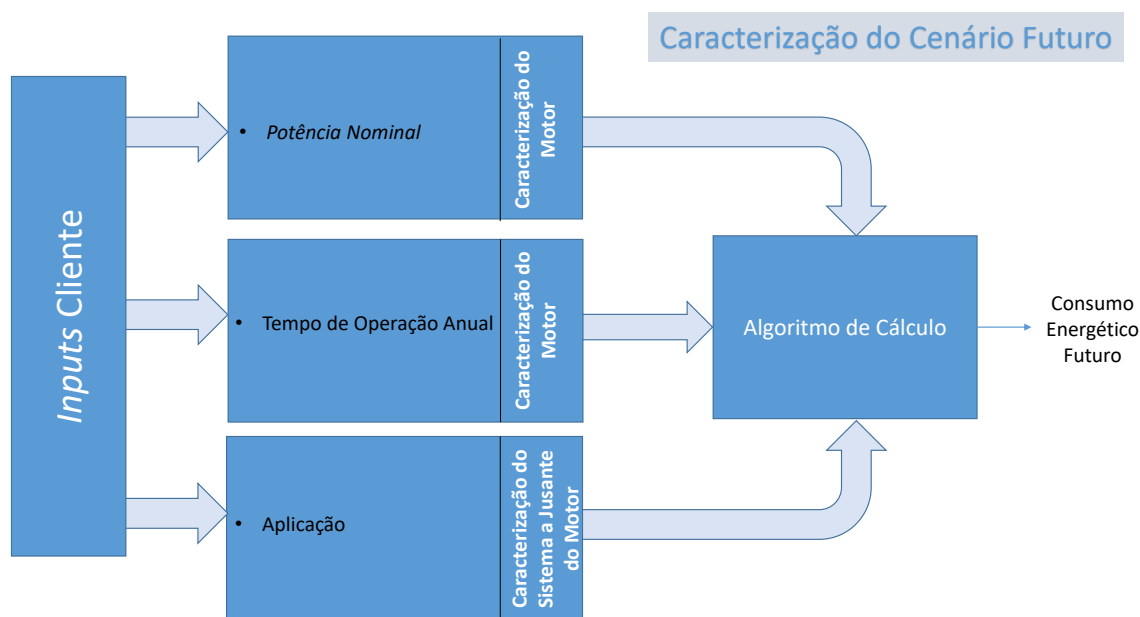 Caracterização do Cenário Futuro
Inputs Cliente
• Potência Nominal
Caracterização do
Motor
• Tempo de Operação Anual
Caracterização do
Motor
• Aplicação
Caracterização do
Sistema a Jusante
do Motor
Algoritmo de Cálculo
Consumo
Energético
Futuro